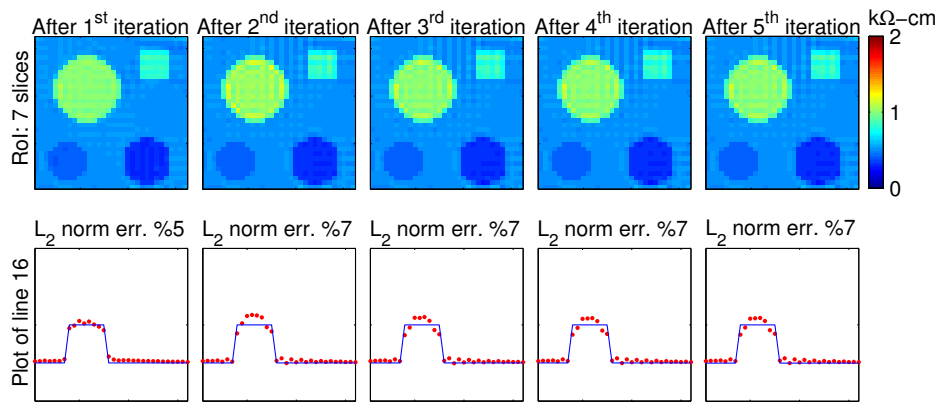 After 1st iteration After 2nd iteration After 3rd iteration After 4th iteration After 5th iteration kΩ−cm
RoI: 7 slices
2
1
0
L2 norm err. %5 L2 norm err. %7 L2 norm err. %7 L2 norm err. %7 L2 norm err. %7
Plot of line 16